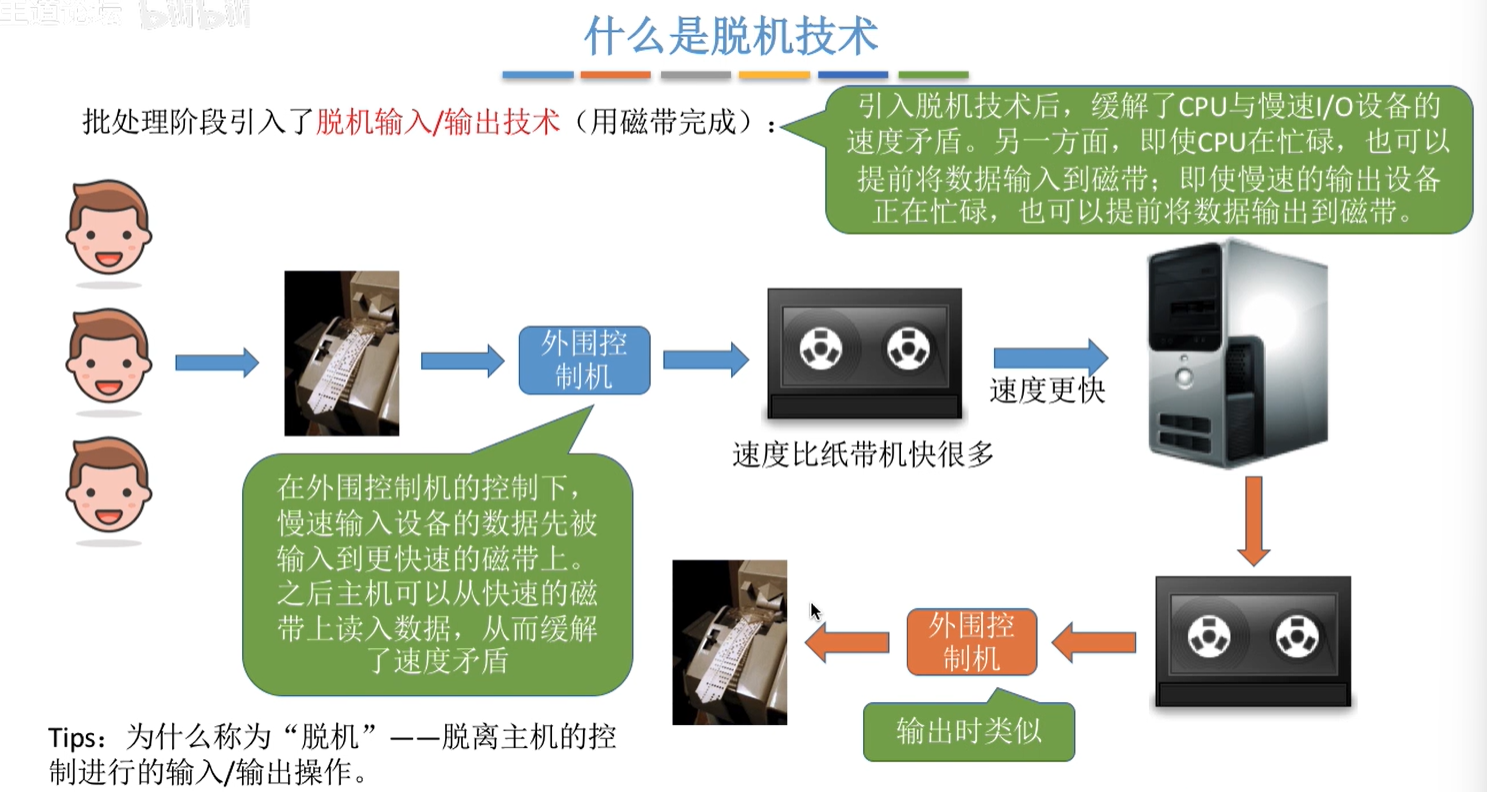 什么是脱机技术
批处理阶段引入了脱机输入/输出技术（用磁带完成）：
引入脱机技术后，缓解了CPU与慢速I/O设备的
速度矛盾。另一方面，即使CPU在忙碌，也可以
提前将数据输入到磁带；即使慢速的输出设备
正在忙碌，也可以提前将数据输出到磁带。
外围控
制机
速度更快
速度比纸带机快很多
在外围控制机的控制下，
慢速输入设备的数据先被
输入到更快速的磁带上。
之后主机可以从快速的磁
带上读入数据，从而缓解
了速度矛盾
外围控
制机
输出时类似
Tips：为什么称为“脱机”——脱离主机的控
制进行的输入/输出操作。